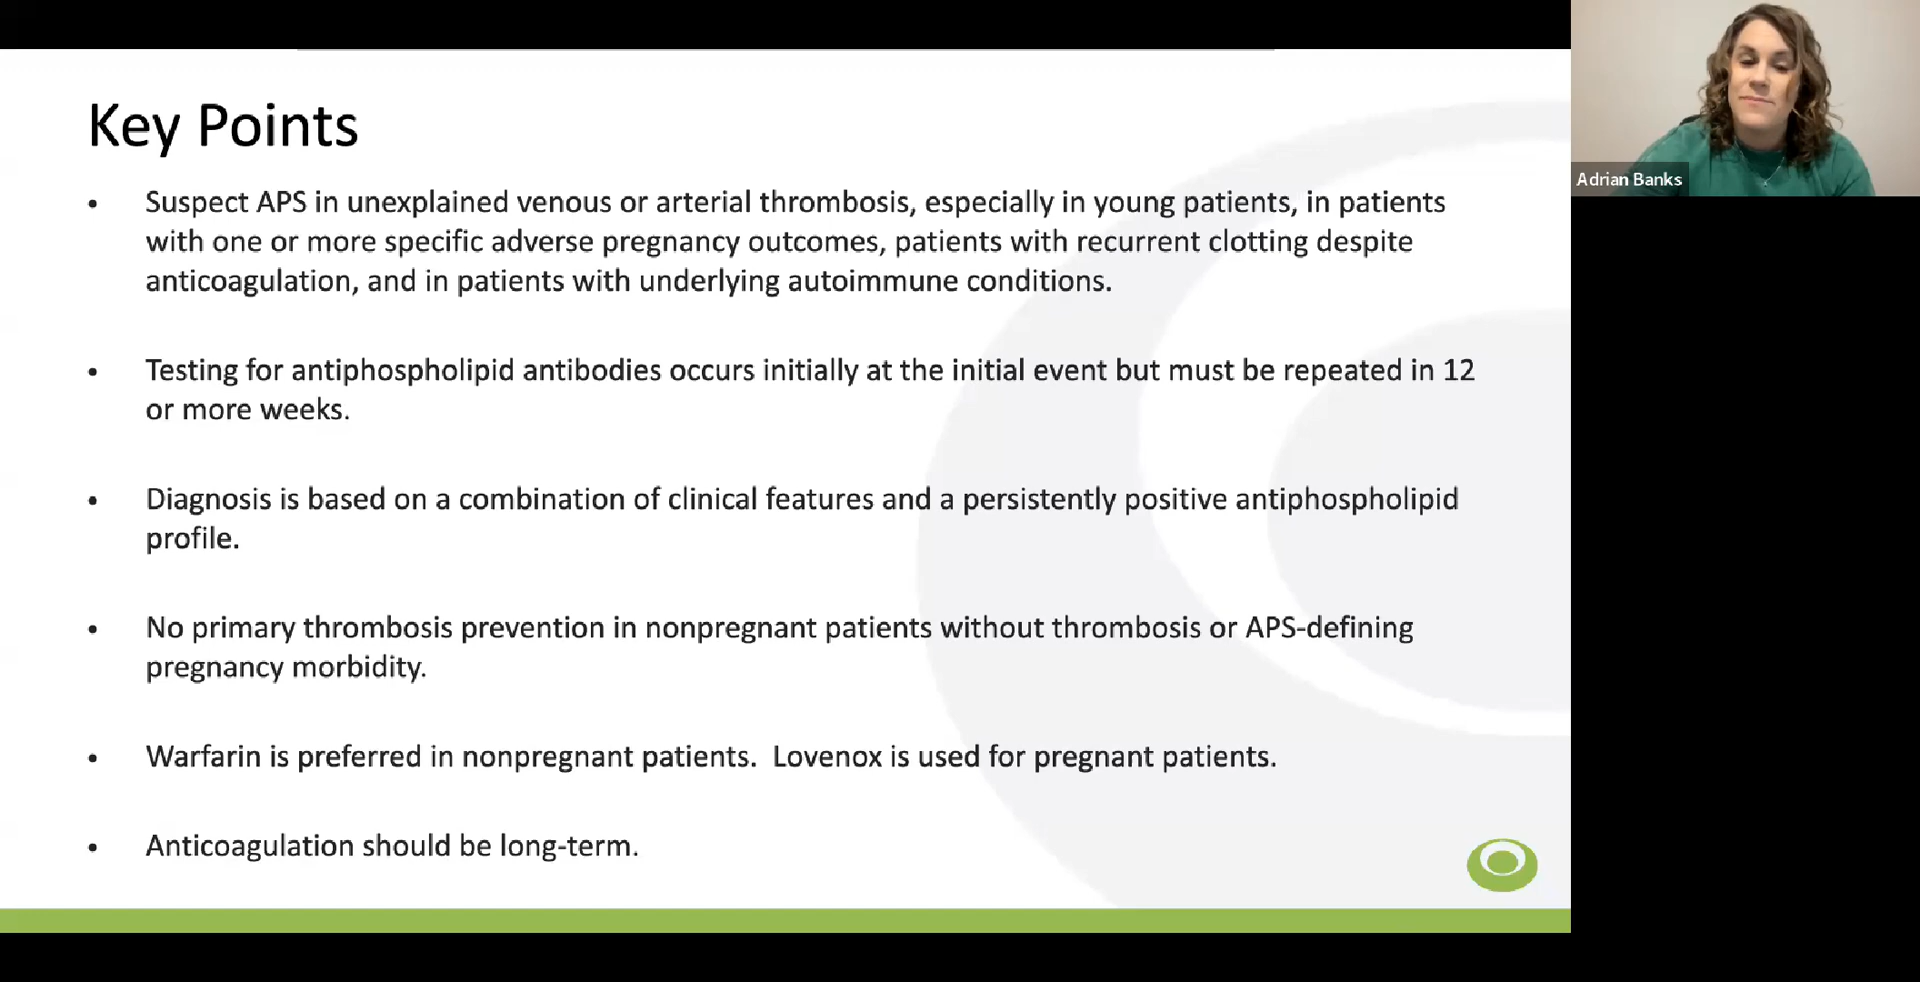 Key Points
• Suspect APS in unexplained venous or arterial thrombosis, especially in young patients, in patients
with one or more specific adverse pregnancy outcomes, patients with recurrent clotting despite
anticoagulation, and in patients with underlying autoimmune conditions.
• Testing for antiphospholipid antibodies occurs initially at the initial event but must be repeated in 12
or more weeks.
• Diagnosis is based on a combination of clinical features and a persistently positive antiphospholipid
profile.
• No primary thrombosis prevention in nonpregnant patients without thrombosis or APS-defining
pregnancy morbidity.
• Warfarin is preferred in nonpregnant patients.  Lovenox is used for pregnant patients.
• Anticoagulation should be long-term.
Adrian Banks